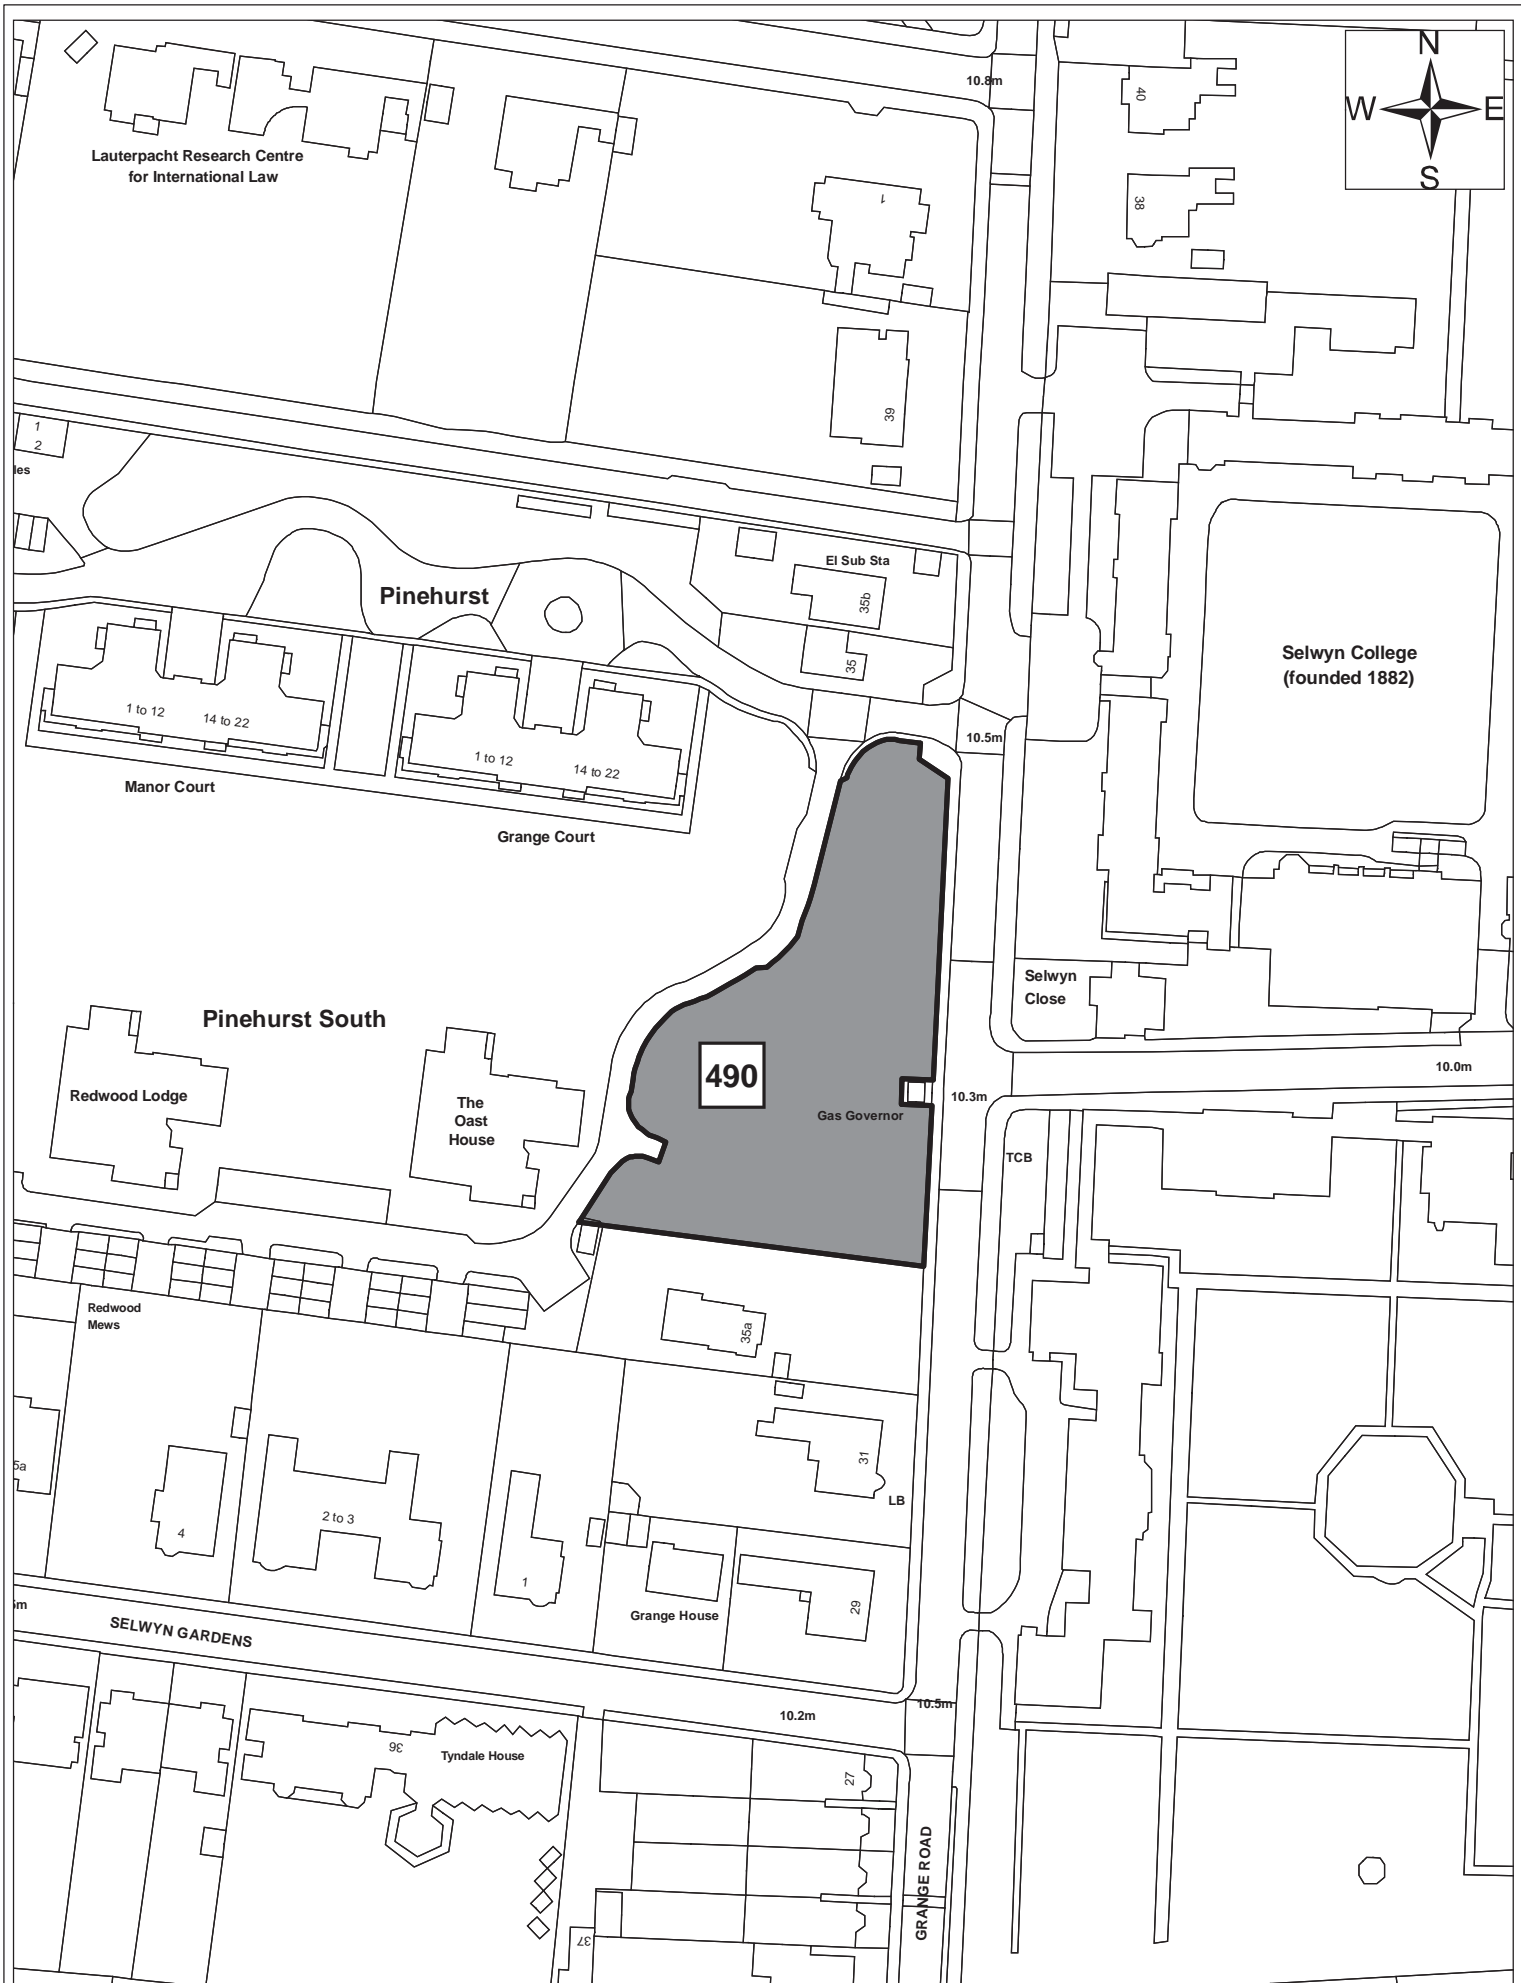 N
W E
S
10.8m
40
Lauterpacht Research Centre
for International Law
38
1
39
1
2
les
El Sub Sta
35b
Pinehurst
35
Selwyn College
(founded 1882)
1 to 12
14 to 22
10.5m
1 to 12
14 to 22
Manor Court
Grange Court
Selwyn
Close
Pinehurst South
490
10.0m
Redwood Lodge
The
Oast
House
10.3m
Gas Governor
TCB
Redwood
Mews
35a
31
5a
LB
4
2 to 3
1
29
Grange House
5m
SELWYN GARDENS
10.5m
10.2m
36
Tyndale House
27
GRANGE ROAD
37